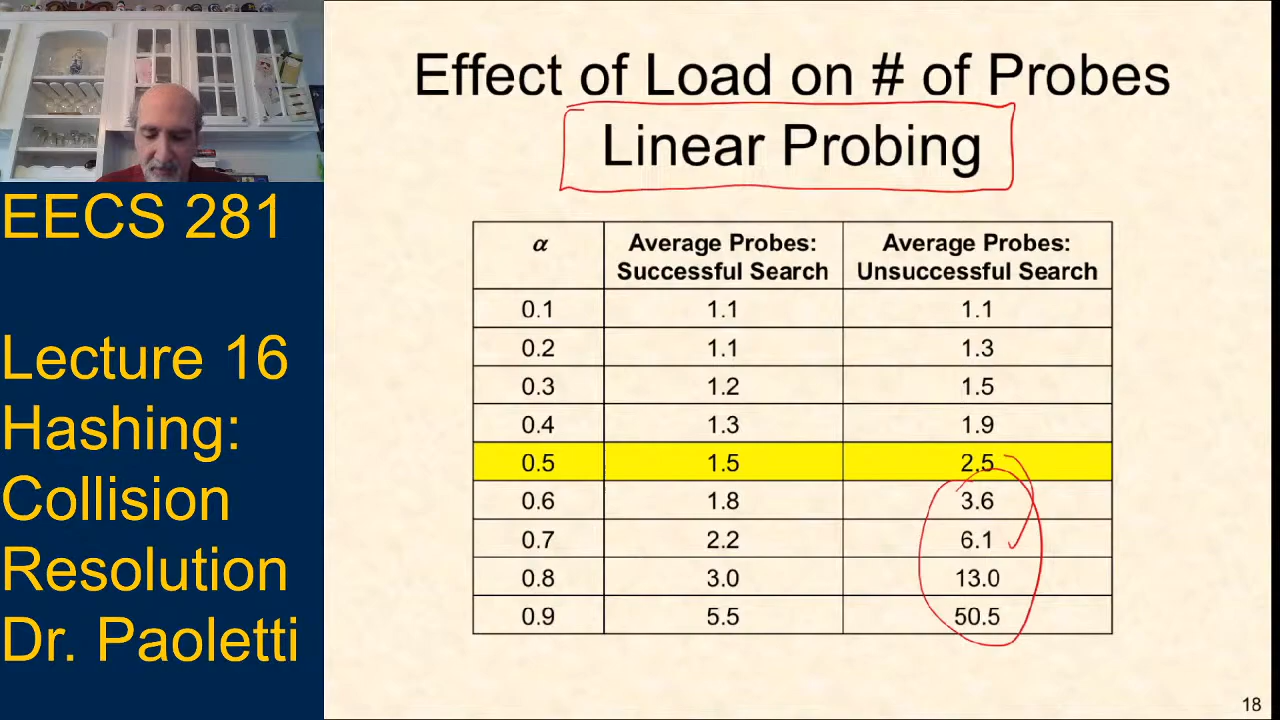 EECS 281
Lecture 16
Hashing:
Collision
Resolution
Dr. Paoletti
Effect of Load on # of Probes
Linear Probing
α Average Probes: Successful Search Average Probes: Unsuccessful Search
0.1 1.1 1.1
0.2 1.1 1.3
0.3 1.2 1.5
0.4 1.3 1.9
0.5 1.5 2.5
0.6 1.8 3.6
0.7 2.2 6.1
0.8 3.0 13.0
0.9 5.5 50.5
18